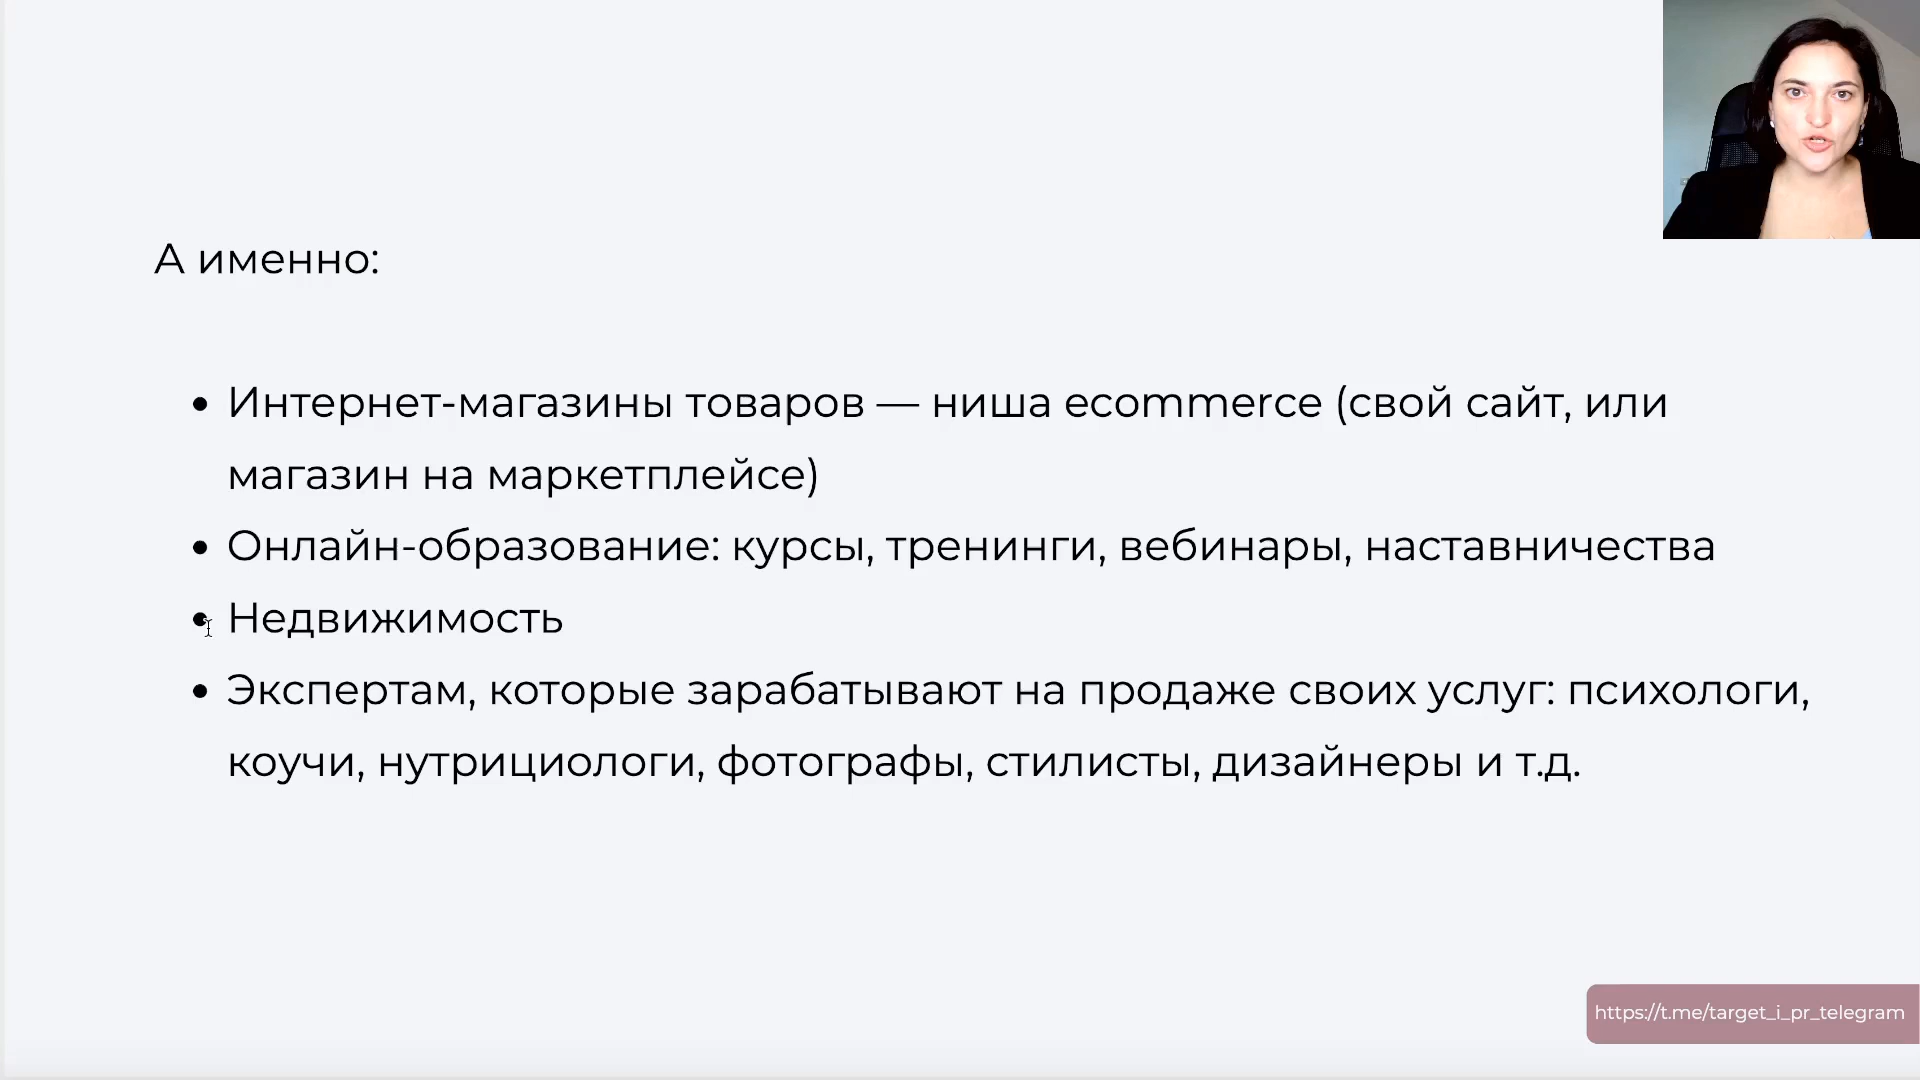 А именно:
• Интернет-магазины товаров — ниша ecommerce (свой сайт, или
магазин на маркетплейсе)
• Онлайн-образование: курсы, тренинги, вебинары, наставничества
• Недвижимость
• Экспертам, которые зарабатывают на продаже своих услуг: психологи,
коучи, нутрициологи, фотографы, стилисты, дизайнеры и т.д.
https://t.me/target_i_pr_telegram